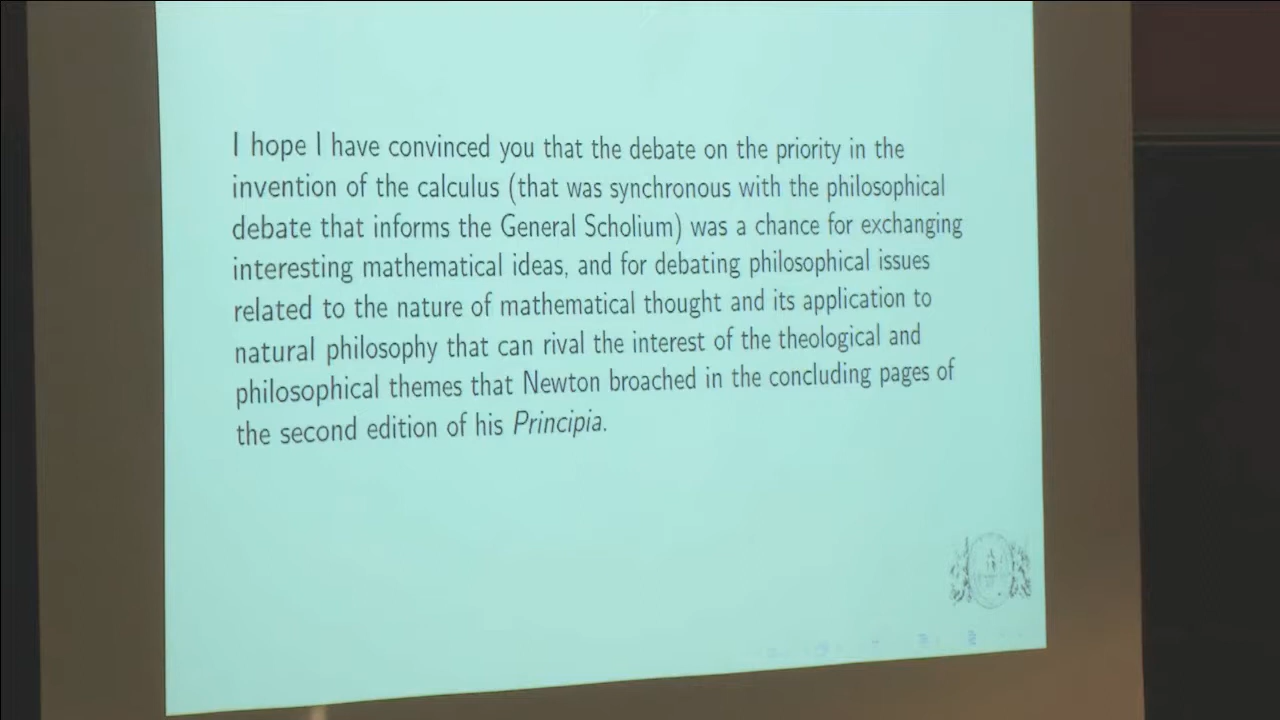 I hope I have convinced you that the debate on the priority in the
invention of the calculus (that was synchronous with the philosophical
debate that informs the General Scholium) was a chance for exchanging
interesting mathematical ideas, and for debating philosophical issues
related to the nature of mathematical thought and its application to
natural philosophy that can rival the interest of the theological and
philosophical themes that Newton broached in the concluding pages of
the second edition of his Principia.